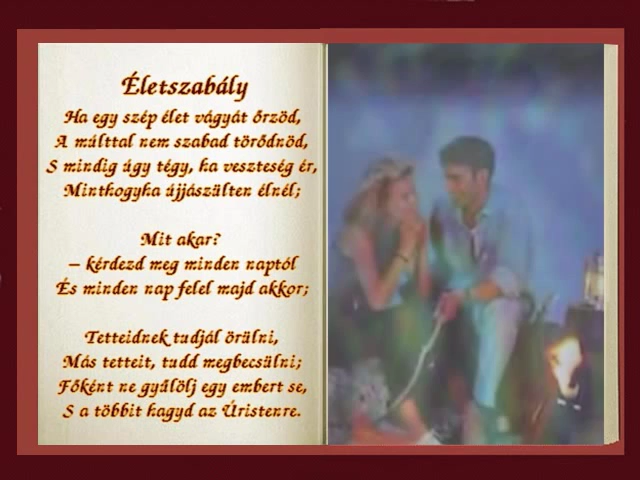 Életszabály
Ha egy szép élet vágyát őrzöd,
A múlttal nem szabad törődnöd,
S mindig úgy tégy, ha veszteség ér,
Minthogyha újjászülten élnél;
Mit akar?
– kérdezd meg minden naptól
És minden nap felel majd akkor;
Tetteidnek tudjál örülni,
Más tetteit, tudd megbecsülni;
Főként ne gyűlölj egy embert se,
S a többit hagyd az Úristenre.